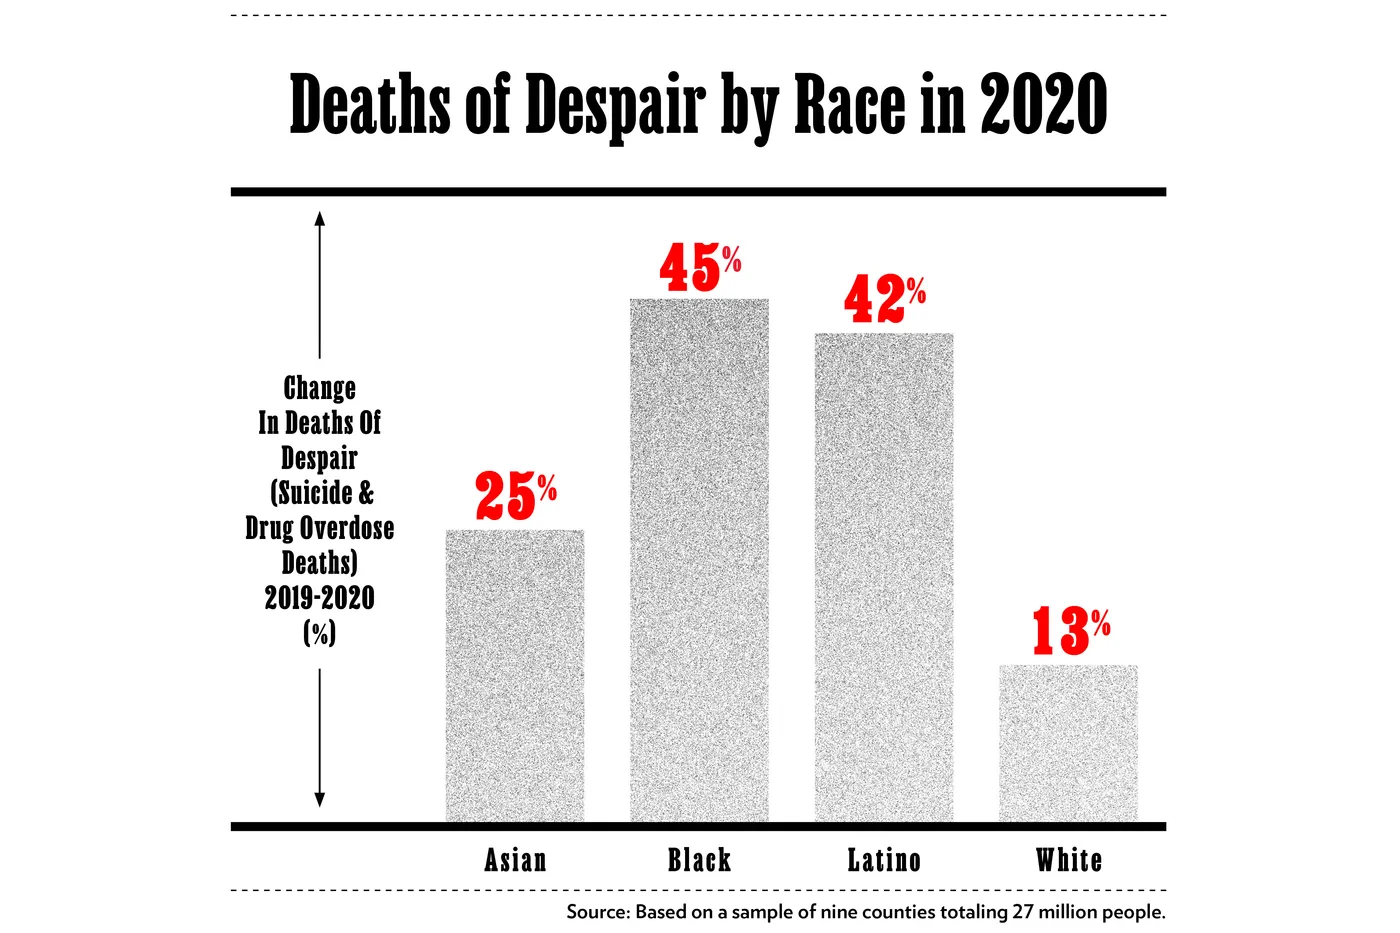 Deaths of Despair by Race in 2020
Change
In Deaths Of
Despair
(Suicide &
Drug Overdose
Deaths)
2019-2020
(%)
25%
45%
42%
13%
Asian
Black
Latino
White
Source: Based on a sample of nine counties totaling 27 million people.